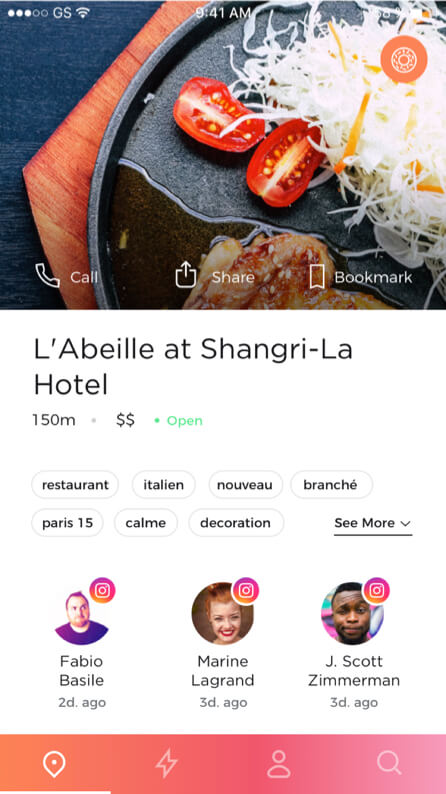 GS 9:41 AM
Call Share Bookmark
L'Abeille at Shangri-La
Hotel
150m $$ Open
restaurant italien nouveau branché
paris 15 calme decoration See More
Fabio Marine J. Scott
Basile Lagrand Zimmerman
2d. ago 3d. ago 3d. ago